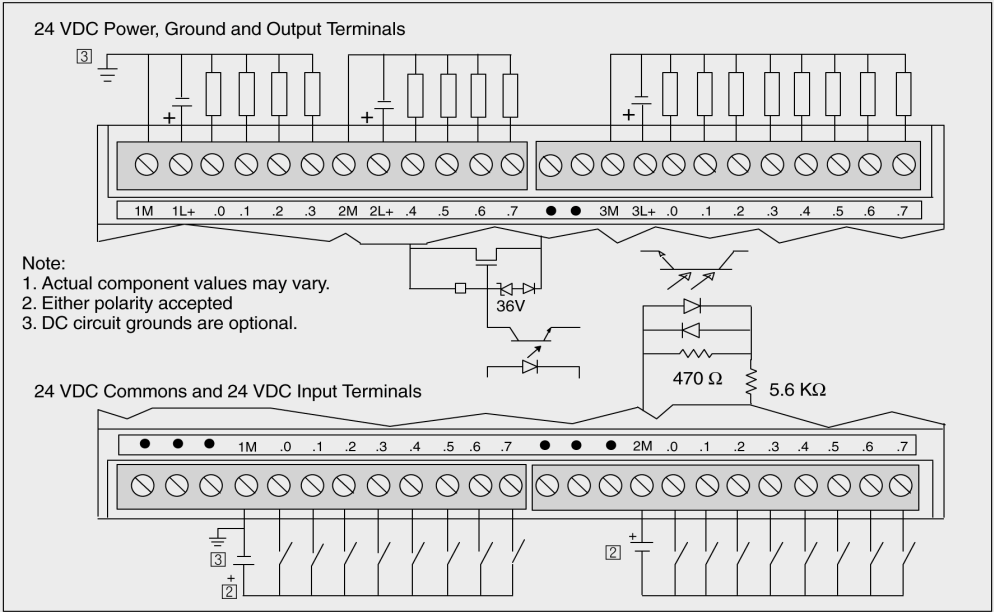 24 VDC Power, Ground and Output Terminals
3
+ + +
1M 1L+ .0 .1 .2 .3 2M 2L+ .4 .5 .6 .7 ● ● 3M 3L+ .0 .1 .2 .3 .4 .5 .6 .7
Note:
1. Actual component values may vary.
2. Either polarity accepted
3. DC circuit grounds are optional.
36V
470 Ω
5.6 KΩ
24 VDC Commons and 24 VDC Input Terminals
● ● ● 1M .0 .1 .2 .3 .4 .5 .6 .7 ● ● ● 2M .0 .1 .2 .3 .4 .5 .6 .7
3
+
2
+
2